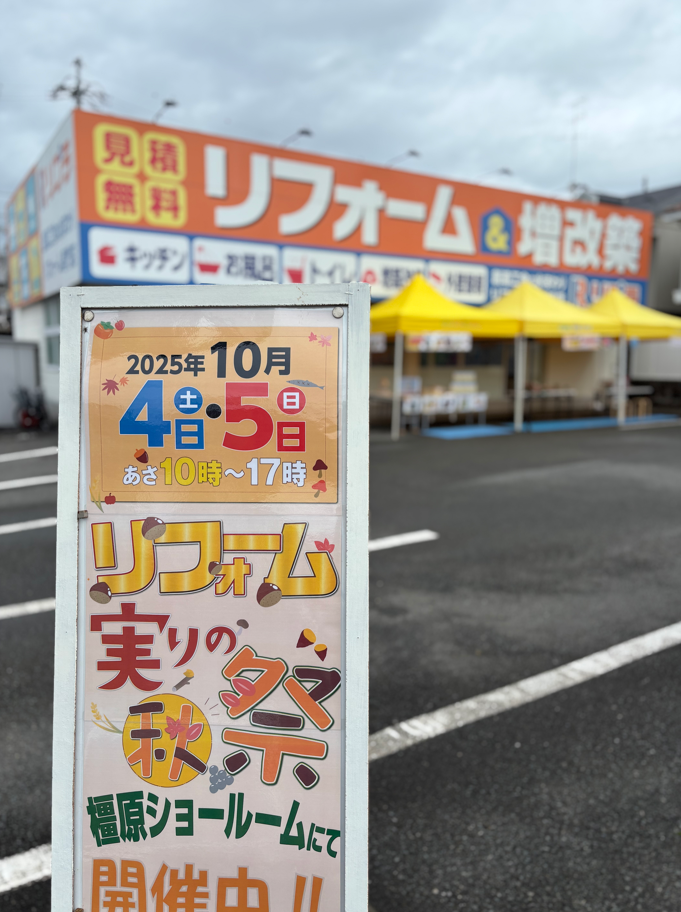 見積
無料
リフォーム&増改築
キッチン
お風呂
トイレ
2025年10月
4土日・5日日
あさ10時～17時
リフォーム
実りの
秋祭
橿原ショールームにて
開催中!!